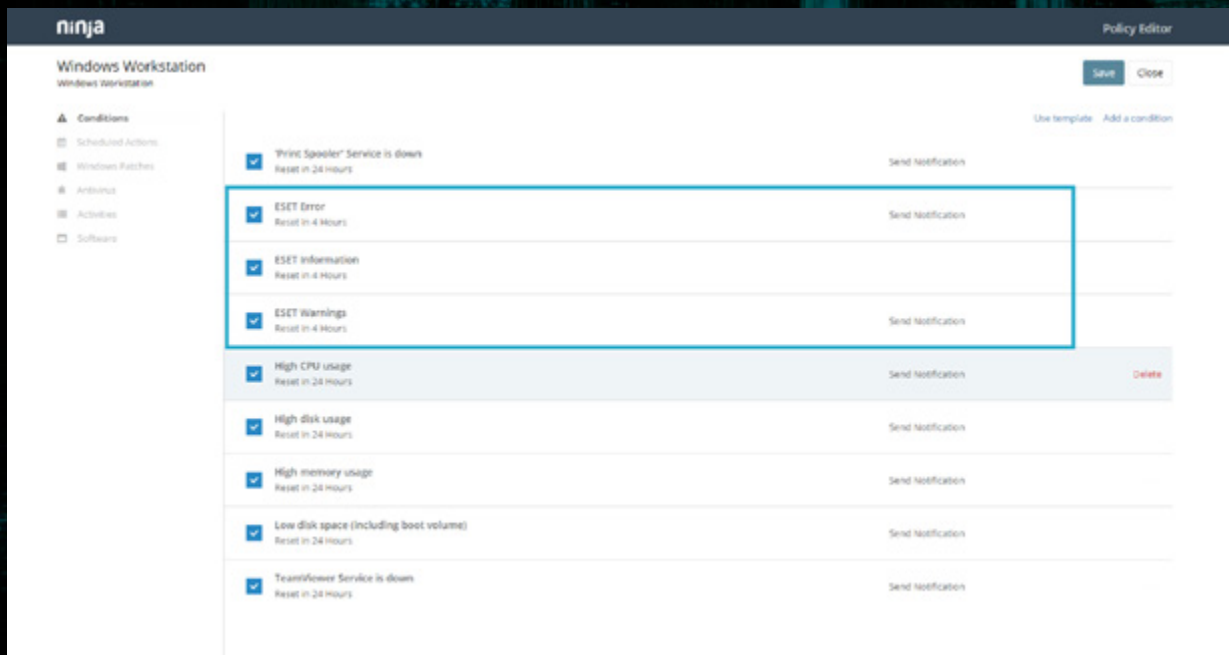 ninja
Policy Editor
Windows Workstation
Windows Workstation
Save
Close
Conditions
Scheduled Actions
Windows Patches
Antivirus
Activities
Software
Use template
Add a condition
'Print Spooler' Service is down
Reset in 24 Hours
Send Notification
ESET Error
Reset in 4 Hours
Send Notification
ESET Information
Reset in 4 Hours
ESET Warnings
Reset in 4 Hours
Send Notification
High CPU usage
Reset in 24 Hours
Send Notification
Delete
High disk usage
Reset in 24 Hours
Send Notification
High memory usage
Reset in 24 Hours
Send Notification
Low disk space (including boot volume)
Reset in 24 Hours
Send Notification
TeamViewer Service is down
Reset in 24 Hours
Send Notification